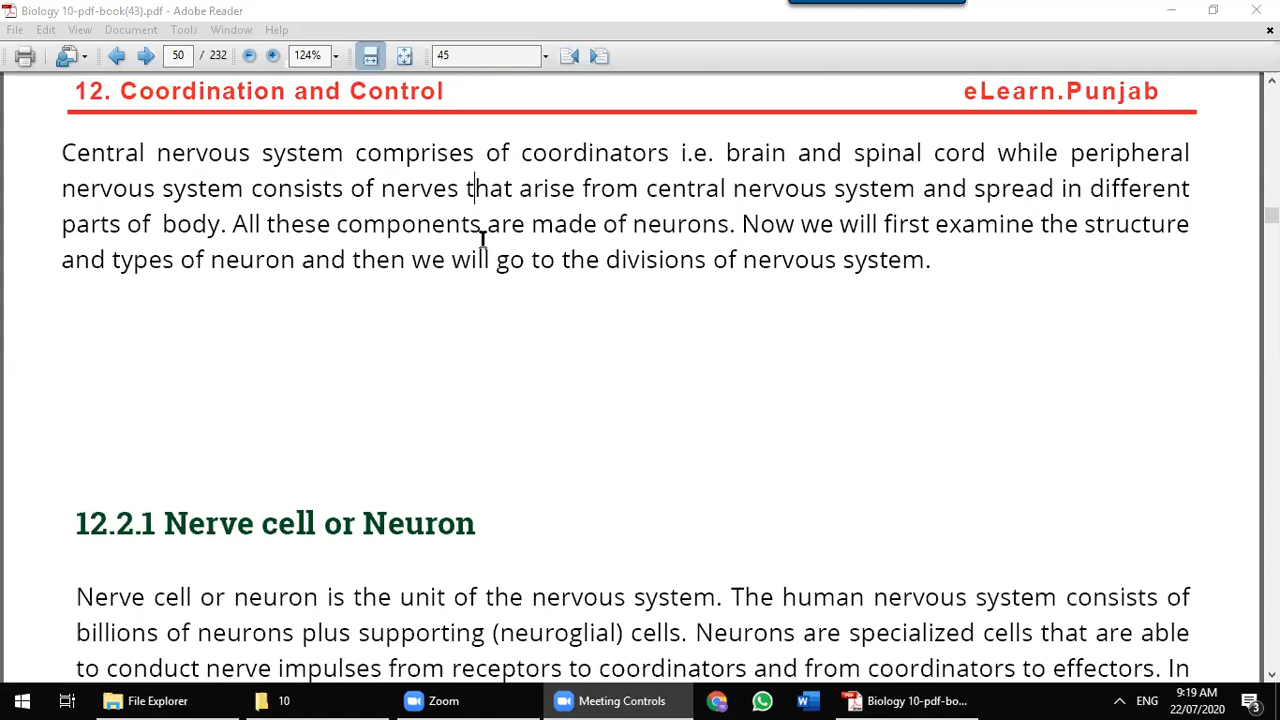 Biology 10-pdf-book(43).pdf - Adobe Reader
File Edit View Document Tools Window Help
50 / 232 124% 45
12. Coordination and Control eLearn.Punjab
Central nervous system comprises of coordinators i.e. brain and spinal cord while peripheral
nervous system consists of nerves that arise from central nervous system and spread in different
parts of body. All these components are made of neurons. Now we will first examine the structure
and types of neuron and then we will go to the divisions of nervous system.
12.2.1 Nerve cell or Neuron
Nerve cell or neuron is the unit of the nervous system. The human nervous system consists of
billions of neurons plus supporting (neuroglial) cells. Neurons are specialized cells that are able
to conduct nerve impulses from receptors to coordinators and from coordinators to effectors. In
File Explorer 10 Zoom Meeting Controls Biology 10-pdf-bo... ENG 9:19 AM
22/07/2020 3